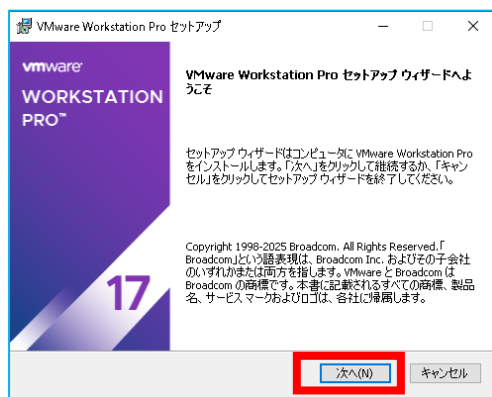 VMware Workstation Pro セットアップ
vmware
WORKSTATION
PRO™
17
VMware Workstation Pro セットアップ ウィザードへよ
うこそ
セットアップ ウィザードはコンピュータに VMware Workstation Pro
をインストールします。「次へ」をクリックして継続するか、「キャン
セル」をクリックしてセットアップ ウィザードを終了してください。
Copyright 1998-2025 Broadcom. All Rights Reserved.「
Broadcom」という語表現は、Broadcom Inc. およびその子会社
のいずれかまたは両方を指します。VMware と Broadcom は
Broadcom の商標です。本書に記載されるすべての商標、製品
名、サービス マークおよびロゴは、各社に帰属します。
次へ(N)
キャンセル